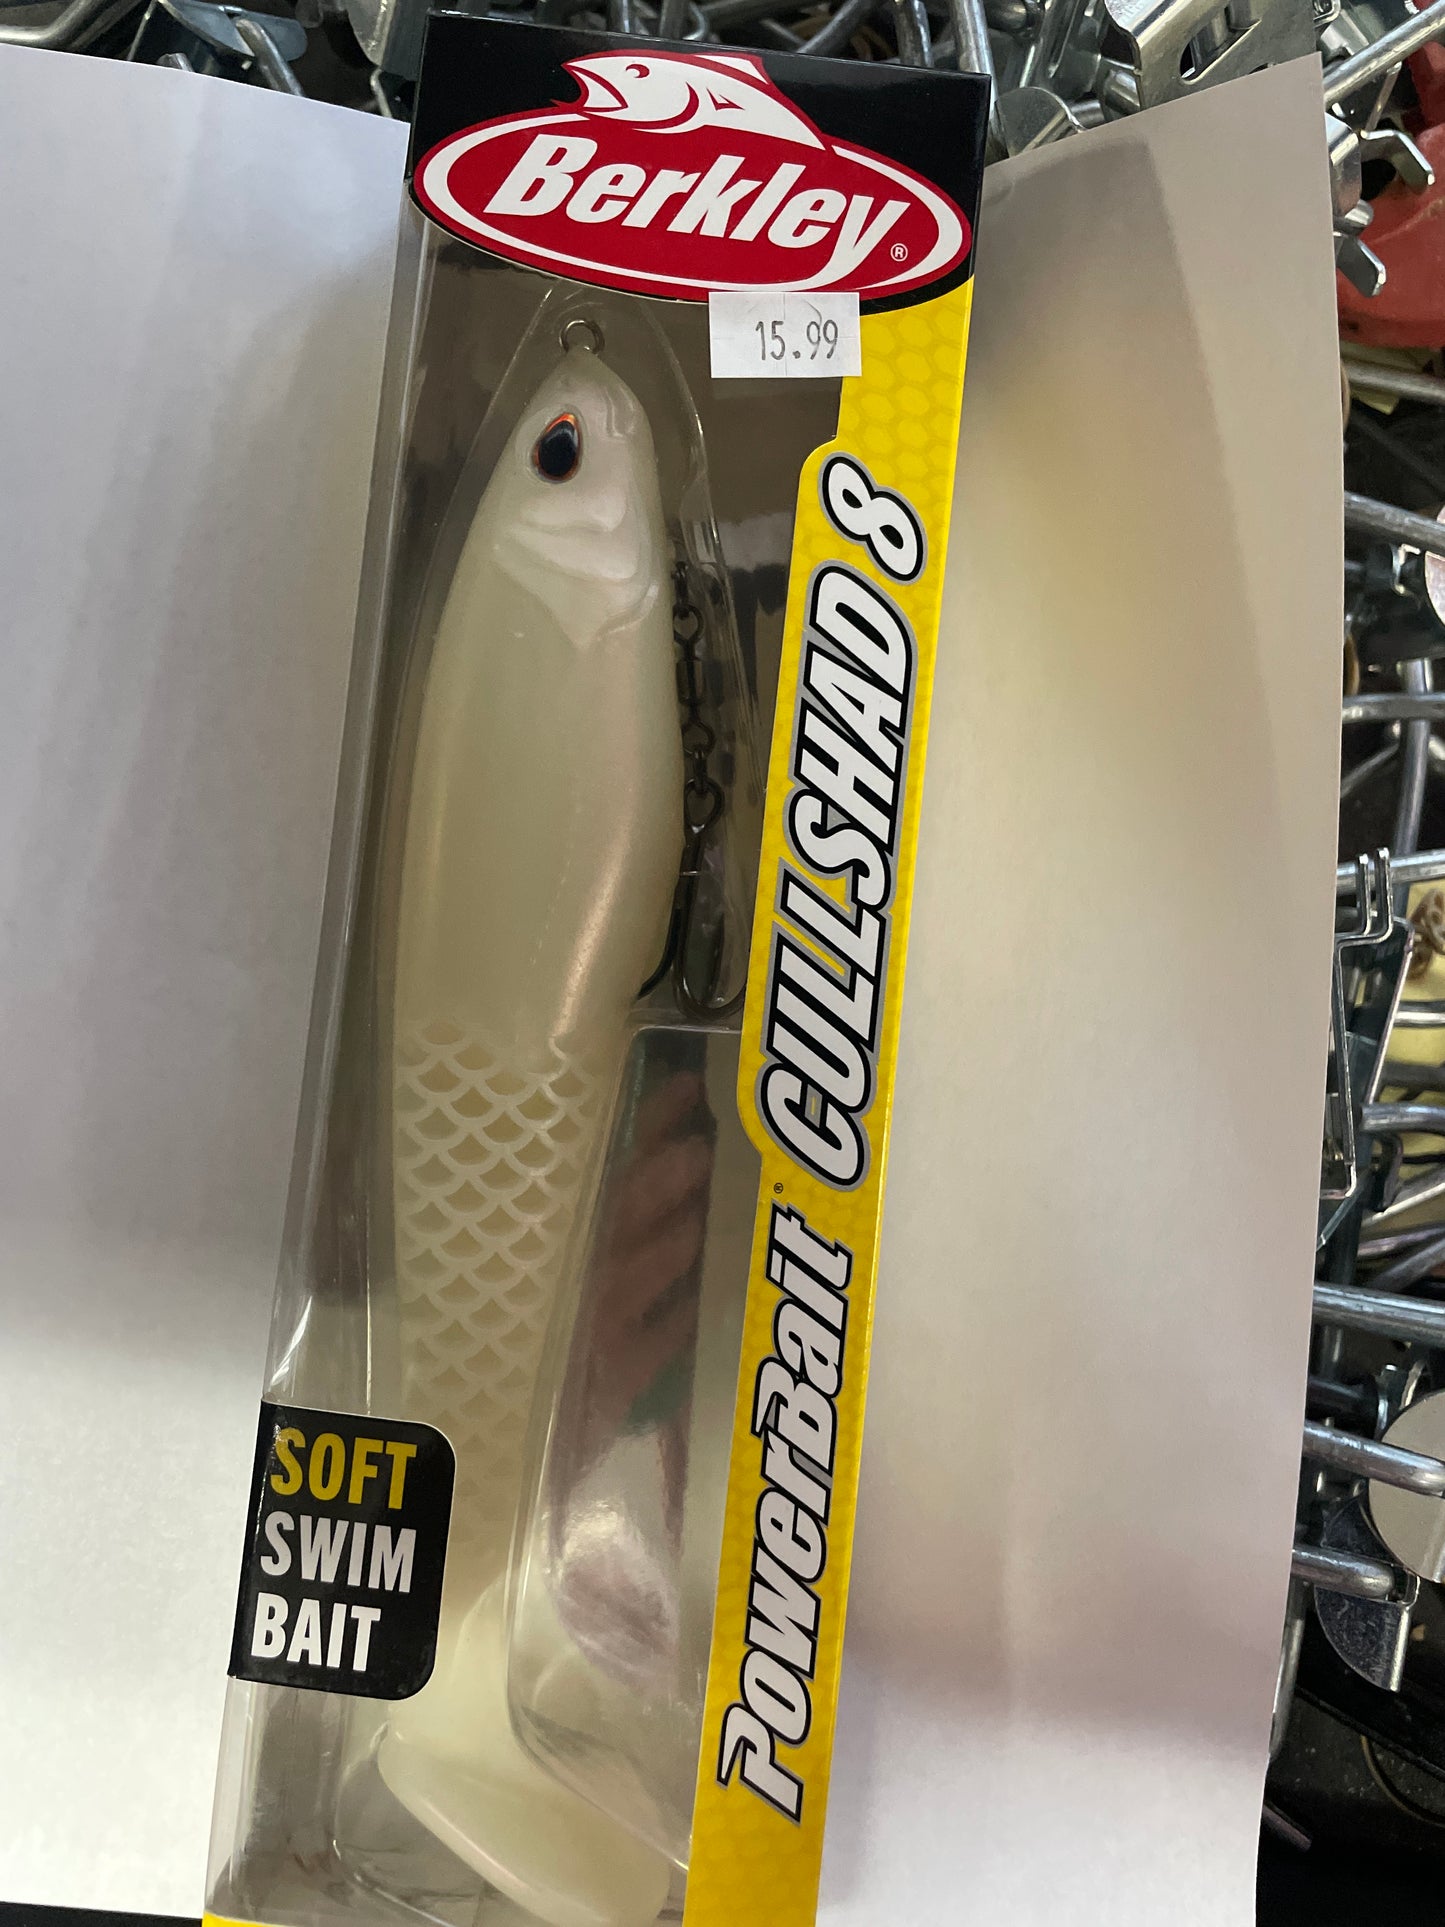 Berkley®
15.99
PowerBait® CULLSHAD 8
SOFT
SWIM
BAIT